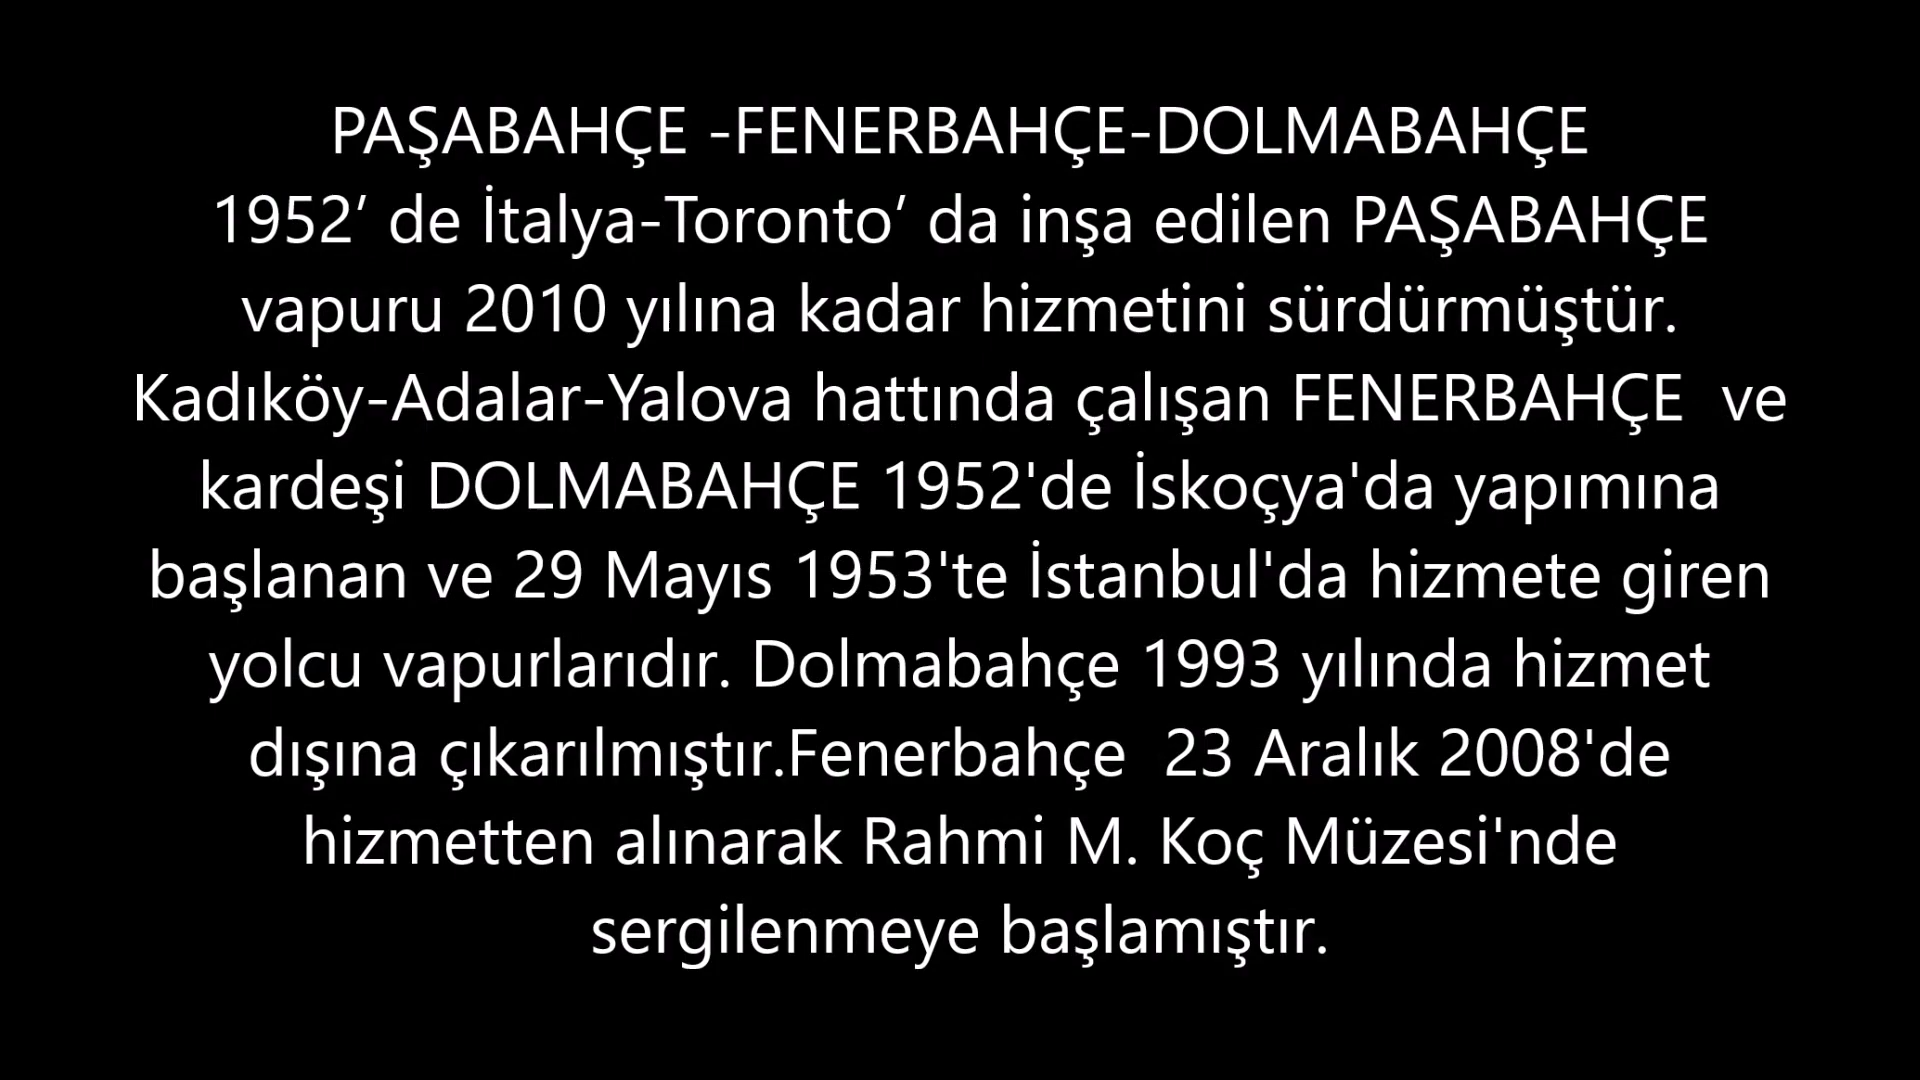 PAŞABAHÇE -FENERBAHÇE-DOLMABAHÇE
1952’ de İtalya-Toronto’ da inşa edilen PAŞABAHÇE
vapuru 2010 yılına kadar hizmetini sürdürmüştür.
Kadıköy-Adalar-Yalova hattında çalışan FENERBAHÇE  ve
kardeşi DOLMABAHÇE 1952'de İskoçya'da yapımına
başlanan ve 29 Mayıs 1953'te İstanbul'da hizmete giren
yolcu vapurlarıdır. Dolmabahçe 1993 yılında hizmet
dışına çıkarılmıştır.Fenerbahçe  23 Aralık 2008'de
hizmetten alınarak Rahmi M. Koç Müzesi'nde
sergilenmeye başlamıştır.